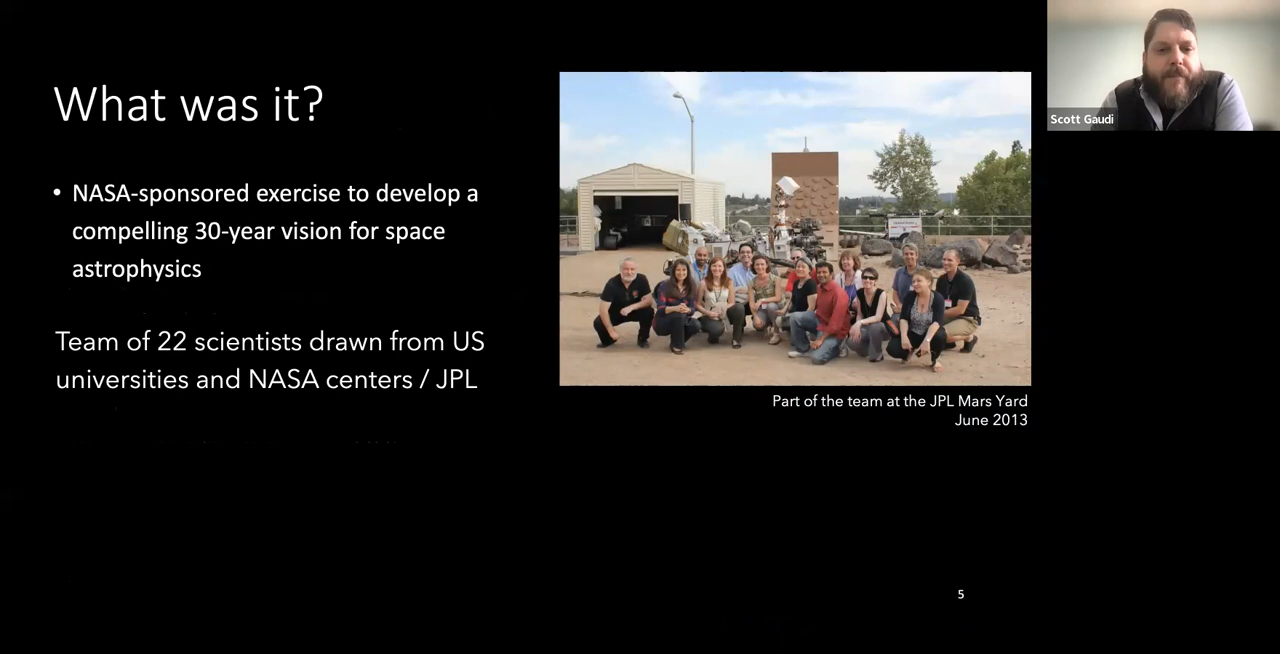 What was it?
• NASA-sponsored exercise to develop a
compelling 30-year vision for space
astrophysics
Team of 22 scientists drawn from US
universities and NASA centers / JPL
Part of the team at the JPL Mars Yard
June 2013
Scott Gaudi
5